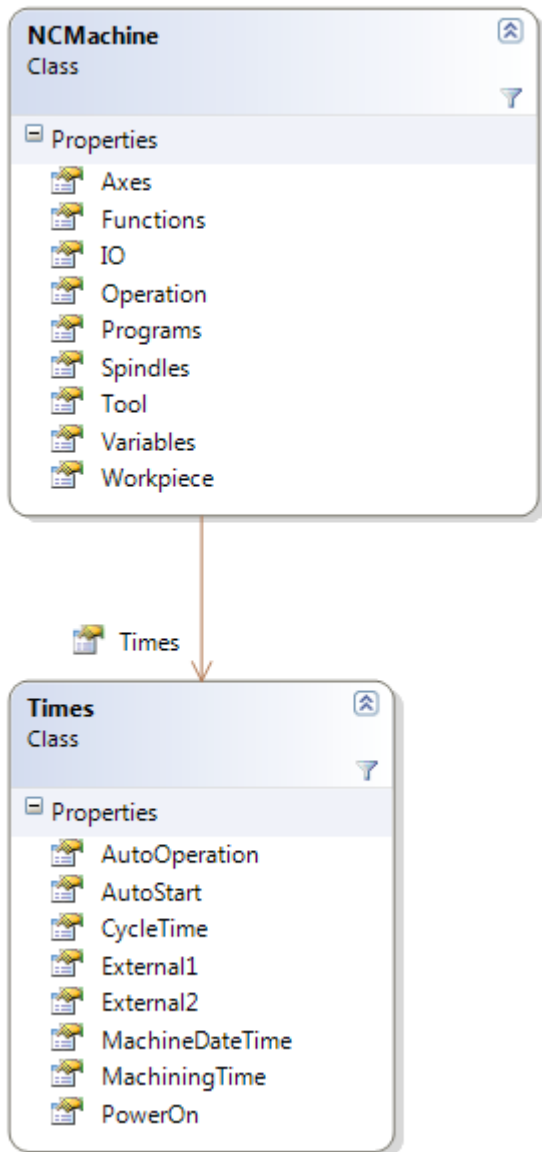 NCMachine
Class
Properties
Axes
Functions
IO
Operation
Programs
Spindles
Tool
Variables
Workpiece
Times
Times
Class
Properties
AutoOperation
AutoStart
CycleTime
External1
External2
MachineDateTime
MachiningTime
PowerOn